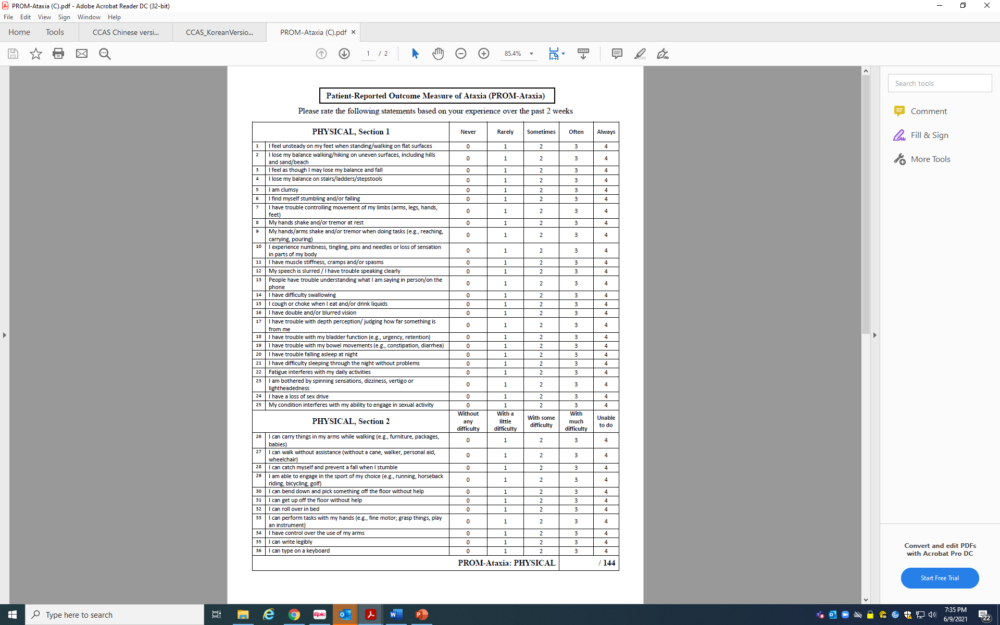 PROM-Ataxia (C).pdf - Adobe Acrobat Reader DC (32-bit)
File Edit View Sign Window Help
Home Tools CCAS Chinese versi... CCAS_KoreanVersio... PROM-Ataxia (C).pdf
1 / 2 85.4%
Patient-Reported Outcome Measure of Ataxia (PROM-Ataxia)
Please rate the following statements based on your experience over the past 2 weeks
PHYSICAL, Section 1 Never Rarely Sometimes Often Always
1 I feel unsteady on my feet when standing/walking on flat surfaces 0 1 2 3 4
2 I lose my balance walking/hiking on uneven surfaces, including hills
and sand/beach 0 1 2 3 4
3 I feel as though I may lose my balance and fall 0 1 2 3 4
4 I lose my balance on stairs/ladders/stepstools 0 1 2 3 4
5 I am clumsy 0 1 2 3 4
6 I find myself stumbling and/or falling 0 1 2 3 4
7 I have trouble controlling movement of my limbs (arms, legs, hands,
feet) 0 1 2 3 4
8 My hands shake and/or tremor at rest 0 1 2 3 4
9 My hands/arms shake and/or tremor when doing tasks (e.g., reaching,
carrying, pouring) 0 1 2 3 4
10 I experience numbness, tingling, pins and needles or loss of sensation
in parts of my body 0 1 2 3 4
11 I have muscle stiffness, cramps and/or spasms 0 1 2 3 4
12 My speech is slurred / I have trouble speaking clearly 0 1 2 3 4
13 People have trouble understanding what I am saying in person/on the
phone 0 1 2 3 4
14 I have difficulty swallowing 0 1 2 3 4
15 I cough or choke when I eat and/or drink liquids 0 1 2 3 4
16 I have double and/or blurred vision 0 1 2 3 4
17 I have trouble with depth perception/ judging how far something is
from me 0 1 2 3 4
18 I have trouble with my bladder function (e.g., urgency, retention) 0 1 2 3 4
19 I have trouble with my bowel movements (e.g., constipation, diarrhea) 0 1 2 3 4
20 I have trouble falling asleep at night 0 1 2 3 4
21 I have difficulty sleeping through the night without problems 0 1 2 3 4
22 Fatigue interferes with my daily activities 0 1 2 3 4
23 I am bothered by spinning sensations, dizziness, vertigo or
lightheadedness 0 1 2 3 4
24 I have a loss of sex drive 0 1 2 3 4
25 My condition interferes with my ability to engage in sexual activity 0 1 2 3 4
PHYSICAL, Section 2 Without any difficulty With a little difficulty With some difficulty With much difficulty Unable to do
26 I can carry things in my arms while walking (e.g., furniture, packages,
babies) 0 1 2 3 4
27 I can walk without assistance (without a cane, walker, personal aid,
wheelchair) 0 1 2 3 4
28 I can catch myself and prevent a fall when I stumble 0 1 2 3 4
29 I am able to engage in the sport of my choice (e.g., running, horseback
riding, bicycling, golf) 0 1 2 3 4
30 I can bend down and pick something off the floor without help 0 1 2 3 4
31 I can get up off the floor without help 0 1 2 3 4
32 I can roll over in bed 0 1 2 3 4
33 I can perform tasks with my hands (e.g., fine motor; grasp things, play
an instrument) 0 1 2 3 4
34 I have control over the use of my arms 0 1 2 3 4
35 I can write legibly 0 1 2 3 4
36 I can type on a keyboard 0 1 2 3 4
PROM-Ataxia: PHYSICAL / 144
Search tools
Comment
Fill & Sign
More Tools
Convert and edit PDFs
with Acrobat Pro DC
Start Free Trial
Type here to search
Epic
7:35 PM
6/9/2021
22